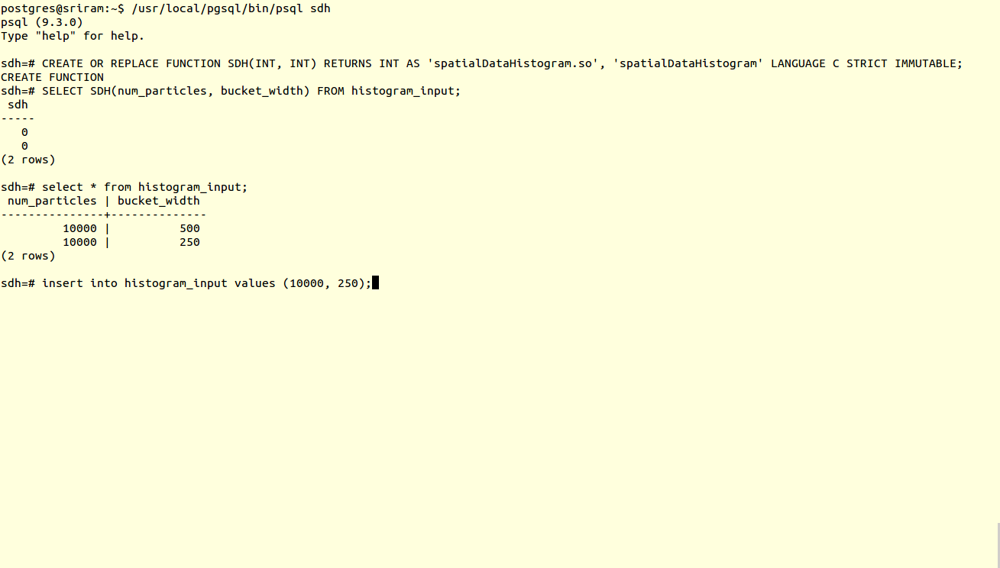 postgres@sriram:~$ /usr/local/pgsql/bin/psql sdh
psql (9.3.0)
Type "help" for help.

sdh=# CREATE OR REPLACE FUNCTION SDH(INT, INT) RETURNS INT AS 'spatialDataHistogram.so', 'spatialDataHistogram' LANGUAGE C STRICT IMMUTABLE;
CREATE FUNCTION
sdh=# SELECT SDH(num_particles, bucket_width) FROM histogram_input;
 sdh
-----
   0
   0
(2 rows)

sdh=# select * from histogram_input;
 num_particles | bucket_width
---------------+--------------
         10000 |          500
         10000 |          250
(2 rows)

sdh=# insert into histogram_input values (10000, 250);